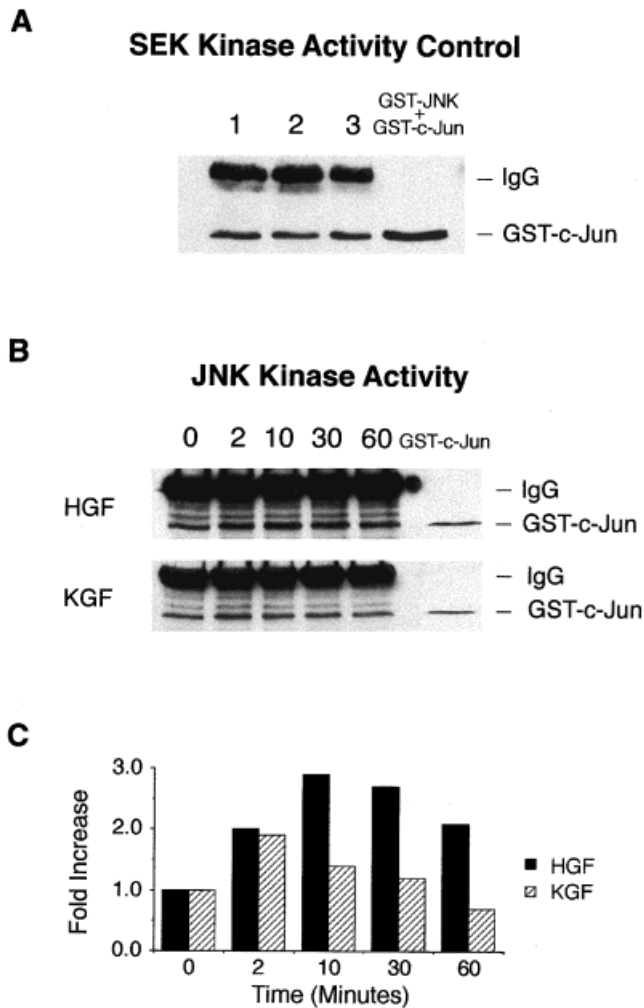 A
SEK Kinase Activity Control
GST-JNK
+
1 2 3 GST-c-Jun
– IgG
– GST-c-Jun
B
JNK Kinase Activity
0 2 10 30 60 GST-c-Jun
HGF
– IgG
– GST-c-Jun
KGF
– IgG
– GST-c-Jun
C
3.0
2.0
1.0
0.0
Fold Increase
HGF
KGF
0 2 10 30 60
Time (Minutes)